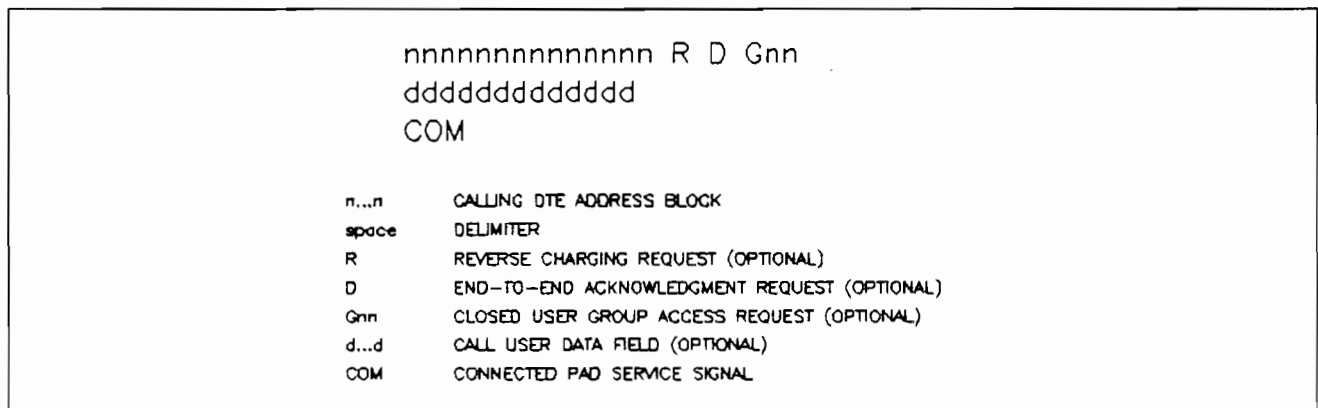 nnnnnnnnnnnnnn R D Gnn
ddddddddddddd
COM
n...n CALLING DTE ADDRESS BLOCK
space DELIMITER
R REVERSE CHARGING REQUEST (OPTIONAL)
D END-TO-END ACKNOWLEDGMENT REQUEST (OPTIONAL)
Gnn CLOSED USER GROUP ACCESS REQUEST (OPTIONAL)
d...d CALL USER DATA FIELD (OPTIONAL)
COM CONNECTED PAD SERVICE SIGNAL